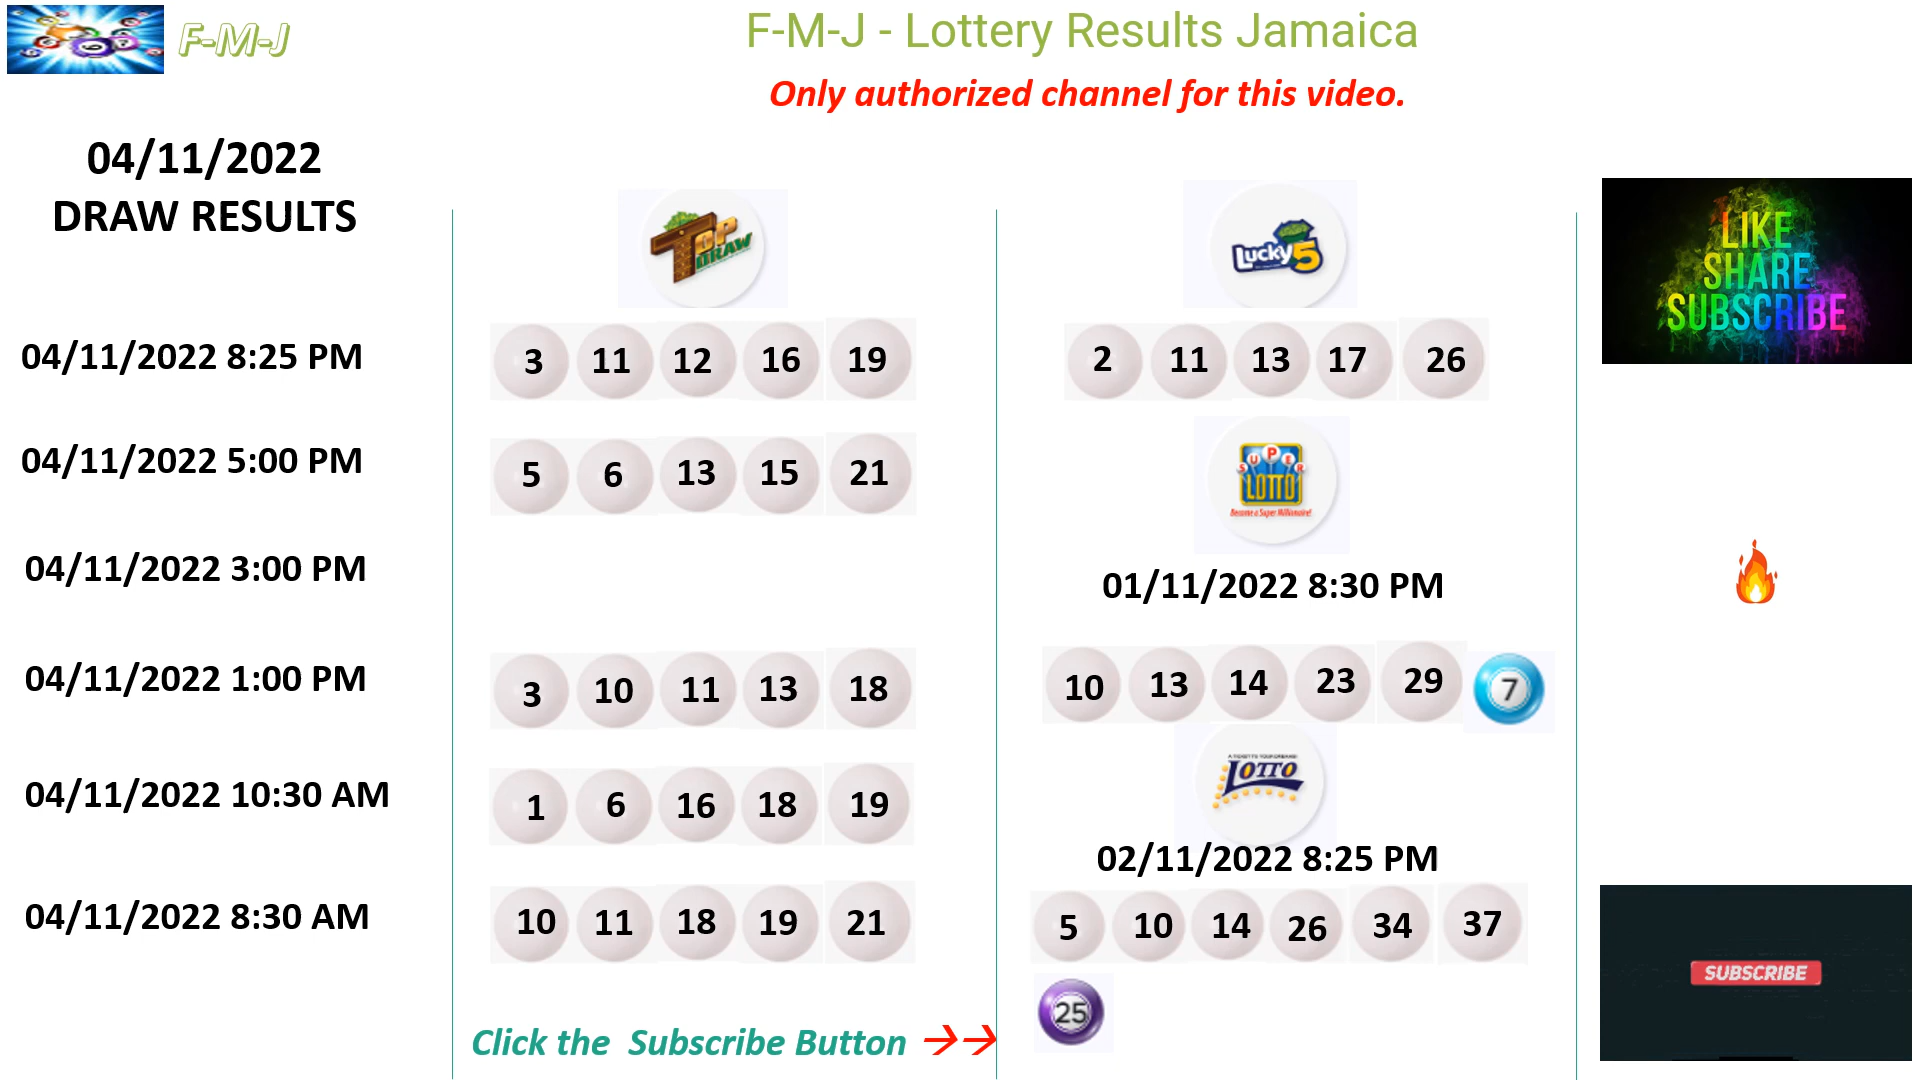 F-M-J
F-M-J - Lottery Results Jamaica
Only authorized channel for this video.
04/11/2022
DRAW RESULTS
TOP
DRAW
Lucky 5
LIKE
SHARE
SUBSCRIBE
04/11/2022 8:25 PM
3 11 12 16 19
2 11 13 17 26
04/11/2022 5:00 PM
5 6 13 15 21
SUPER
LOTTO
Become a Super Millionaire!
04/11/2022 3:00 PM
01/11/2022 8:30 PM
04/11/2022 1:00 PM
3 10 11 13 18
10 13 14 23 29 7
LOTTO
04/11/2022 10:30 AM
1 6 16 18 19
02/11/2022 8:25 PM
04/11/2022 8:30 AM
10 11 18 19 21
5 10 14 26 34 37
25
SUBSCRIBE
Click the Subscribe Button →→